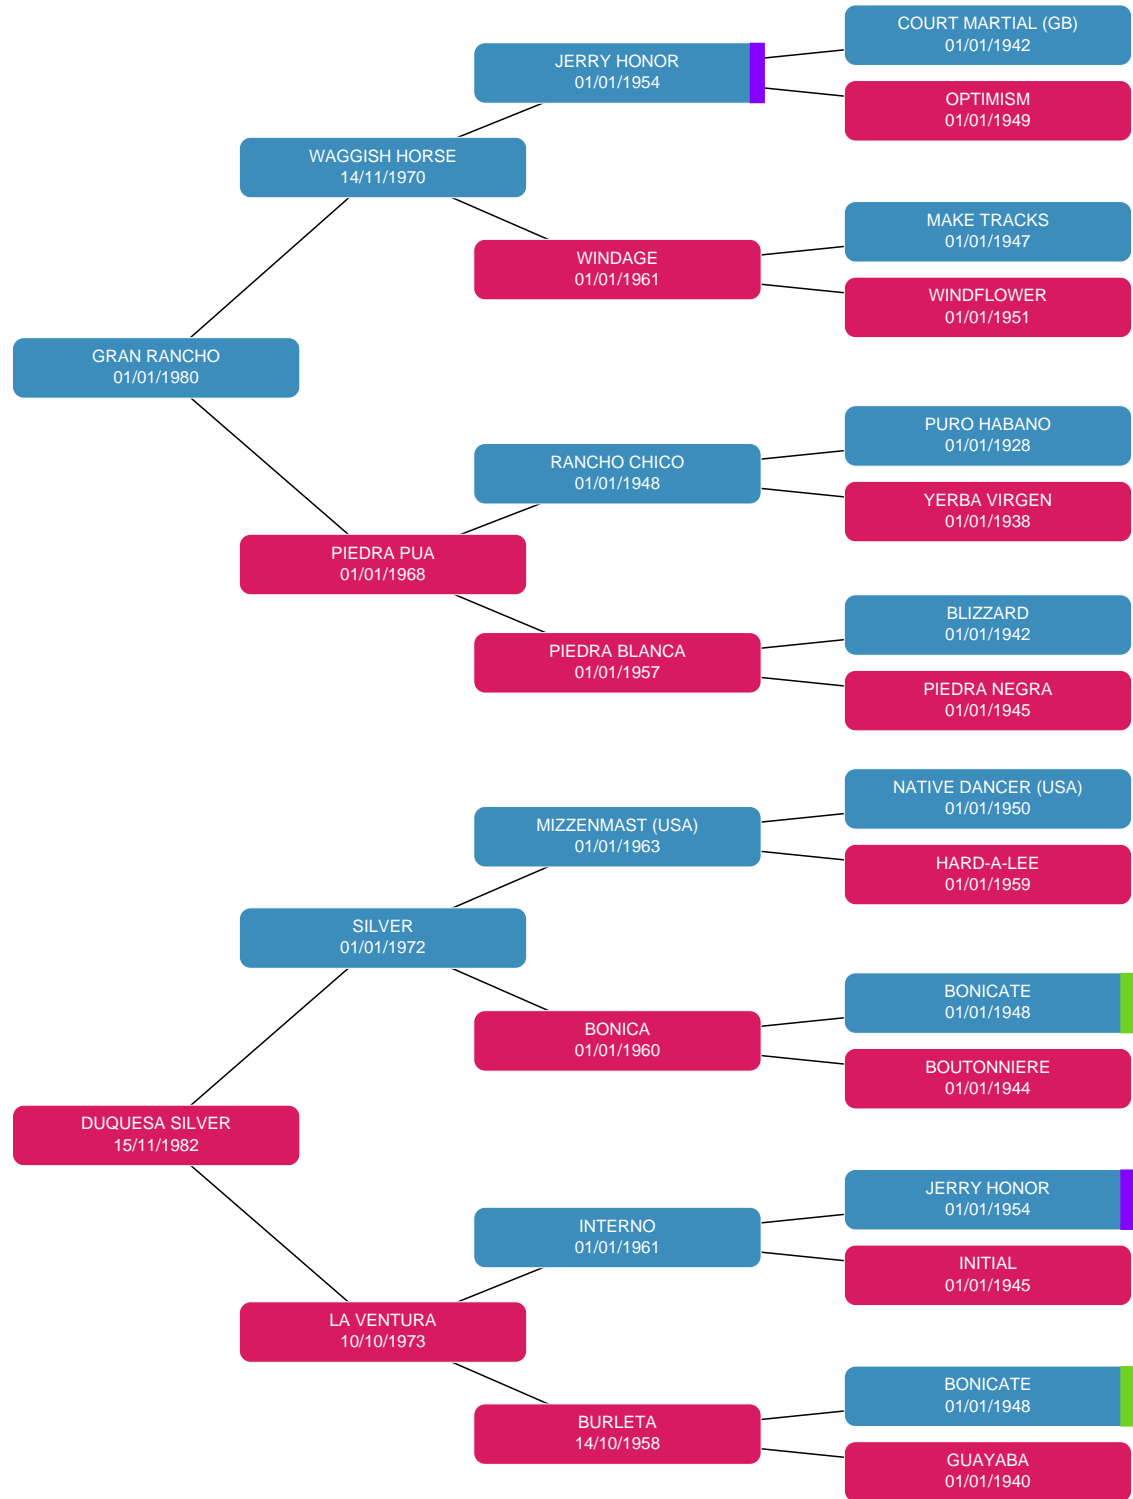 COURT MARTIAL (GB)
01/01/1942
JERRY HONOR
01/01/1954
OPTIMISM
01/01/1949
WAGGISH HORSE
14/11/1970
MAKE TRACKS
01/01/1947
WINDAGE
01/01/1961
WINDFLOWER
01/01/1951
GRAN RANCHO
01/01/1980
PURO HABANO
01/01/1928
RANCHO CHICO
01/01/1948
YERBA VIRGEN
01/01/1938
PIEDRA PUA
01/01/1968
BLIZZARD
01/01/1942
PIEDRA BLANCA
01/01/1957
PIEDRA NEGRA
01/01/1945
NATIVE DANCER (USA)
01/01/1950
MIZZENMAST (USA)
01/01/1963
HARD-A-LEE
01/01/1959
SILVER
01/01/1972
BONICATE
01/01/1948
BONICA
01/01/1960
BOUTONNIERE
01/01/1944
DUQUESA SILVER
15/11/1982
JERRY HONOR
01/01/1954
INTERNO
01/01/1961
INITIAL
01/01/1945
LA VENTURA
10/10/1973
BONICATE
01/01/1948
BURLETA
14/10/1958
GUAYABA
01/01/1940